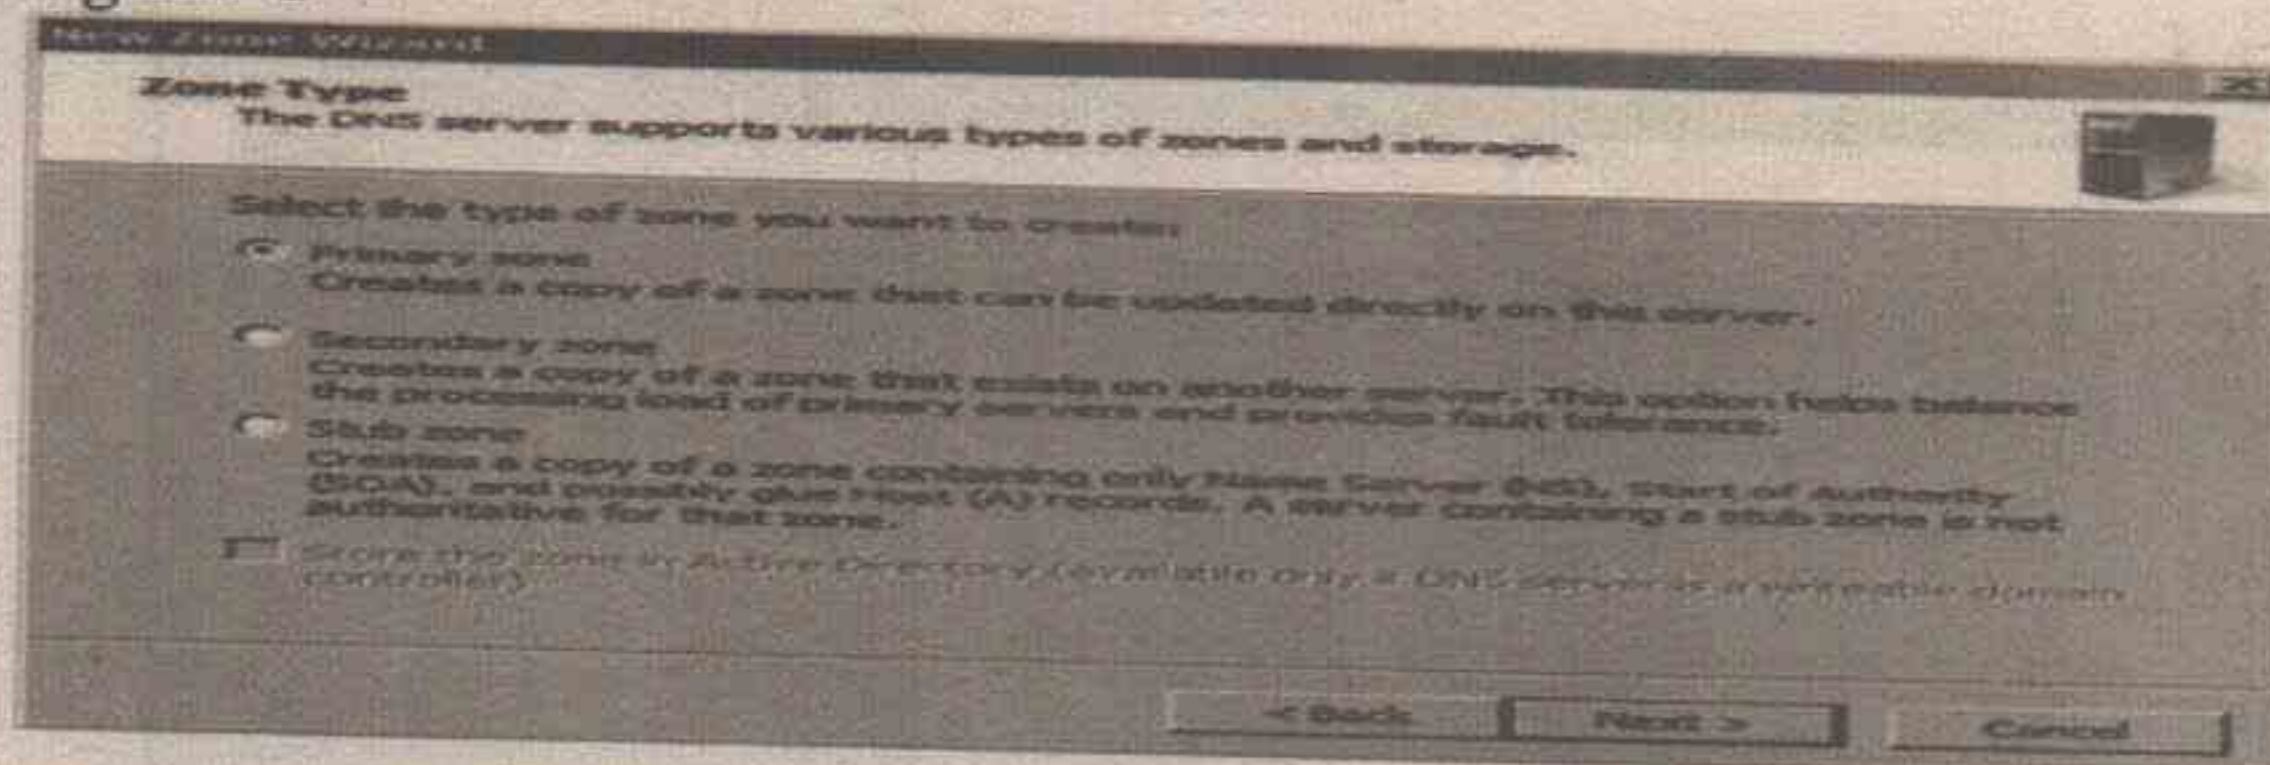 New Zone Wizard
Zone Type
The DNS server supports various types of zones and storage.
Select the type of zone you want to create:
Primary zone
Creates a copy of a zone that can be updated directly on this server.
Secondary zone
Creates a copy of a zone that exists on another server. This option helps balance
the processing load of primary servers and provides fault tolerance.
Stub zone
Creates a copy of a zone containing only Name Server (NS), Start of Authority
(SOA), and possibly glue Host (A) records. A server containing a stub zone is not
authoritative for that zone.
Store the zone in Active Directory (available only if DNS server is a writeable domain
controller)
< Back
Next >
Cancel